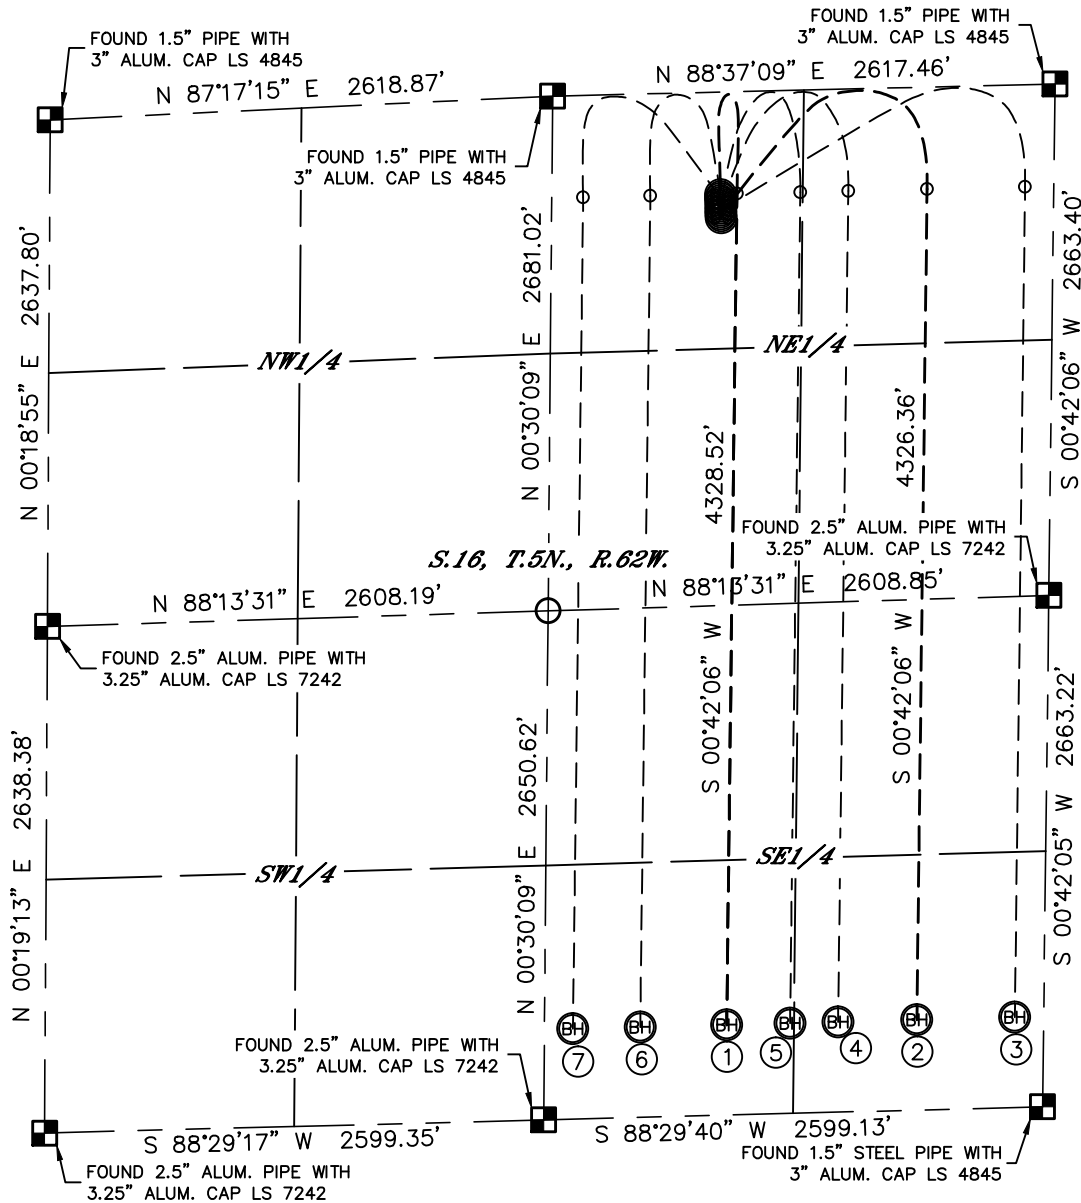 FOUND 1.5" PIPE WITH
3" ALUM. CAP LS 4845
FOUND 1.5" PIPE WITH
3" ALUM. CAP LS 4845
N 87°17'15" E 2618.87'
N 88°37'09" E 2617.46'
FOUND 1.5" PIPE WITH
3" ALUM. CAP LS 4845
N 00°18'55" E 2637.80'
N 00°30'09" E 2681.02'
S 00°42'06" W 2663.40'
NW1/4
NE1/4
4328.52'
4326.36'
FOUND 2.5" ALUM. PIPE WITH
3.25" ALUM. CAP LS 7242
S.16, T.5N., R.62W.
N 88°13'31" E 2608.19'
N 88°13'31" E 2608.85'
FOUND 2.5" ALUM. PIPE WITH
3.25" ALUM. CAP LS 7242
S 00°42'06" W
S 00°42'06" W
N 00°19'13" E 2638.38'
N 00°30'09" E 2650.62'
S 00°42'05" W 2663.22'
SW1/4
SE1/4
BH BH BH BH BH BH BH
7 6 1 5 4 2 3
FOUND 2.5" ALUM. PIPE WITH
3.25" ALUM. CAP LS 7242
S 88°29'17" W 2599.35'
S 88°29'40" W 2599.13'
FOUND 1.5" STEEL PIPE WITH
3" ALUM. CAP LS 4845
FOUND 2.5" ALUM. PIPE WITH
3.25" ALUM. CAP LS 7242